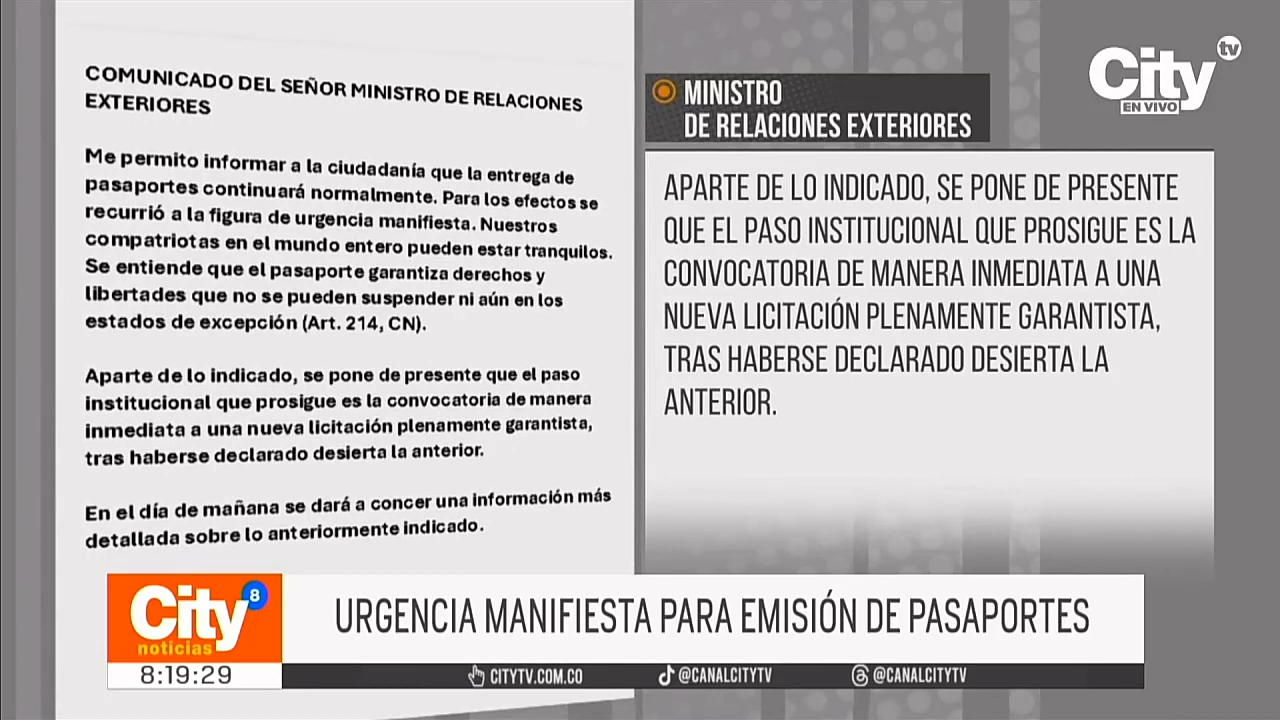 COMUNICADO DEL SEÑOR MINISTRO DE RELACIONES
EXTERIORES
Me permito informar a la ciudadanía que la entrega de
pasaportes continuará normalmente. Para los efectos se
recurrió a la figura de urgencia manifiesta. Nuestros
compatriotas en el mundo entero pueden estar tranquilos.
Se entiende que el pasaporte garantiza derechos y
libertades que no se pueden suspender ni aún en los
estados de excepción (Art. 214, CN).
Aparte de lo indicado, se pone de presente que el paso
institucional que prosigue es la convocatoria de manera
inmediata a una nueva licitación plenamente garantista,
tras haberse declarado desierta la anterior.
En el día de mañana se dará a concer una información más
detallada sobre lo anteriormente indicado.
MINISTRO
DE RELACIONES EXTERIORES
APARTE DE LO INDICADO, SE PONE DE PRESENTE
QUE EL PASO INSTITUCIONAL QUE PROSIGUE ES LA
CONVOCATORIA DE MANERA INMEDIATA A UNA
NUEVA LICITACIÓN PLENAMENTE GARANTISTA,
TRAS HABERSE DECLARADO DESIERTA LA
ANTERIOR.
City tv
EN VIVO
City 8
noticias
8:19:29
URGENCIA MANIFIESTA PARA EMISIÓN DE PASAPORTES
CITYTV.COM.CO
@CANALCITYTV
@CANALCITYTV